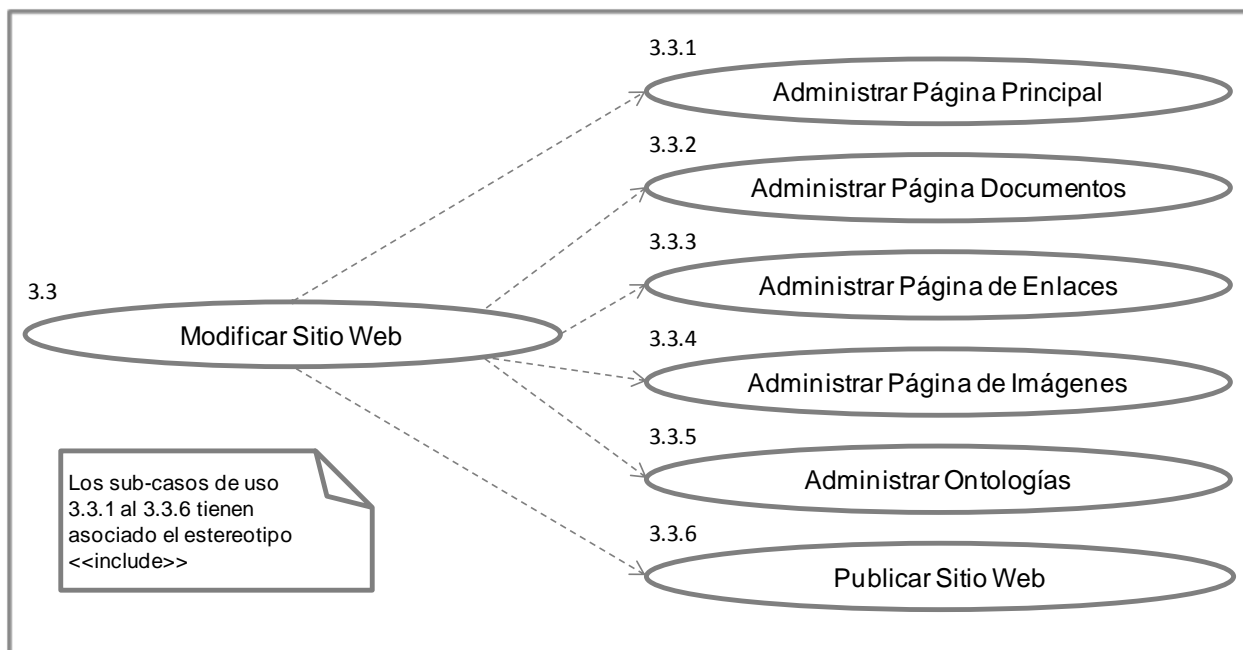 3.3.1
Administrar Página Principal
3.3.2
Administrar Página Documentos
3.3.3
Administrar Página de Enlaces
3.3
Modificar Sitio Web
3.3.4
Administrar Página de Imágenes
3.3.5
Administrar Ontologías
Los sub-casos de uso
3.3.1 al 3.3.6 tienen
asociado el estereotipo
<<include>>
3.3.6
Publicar Sitio Web